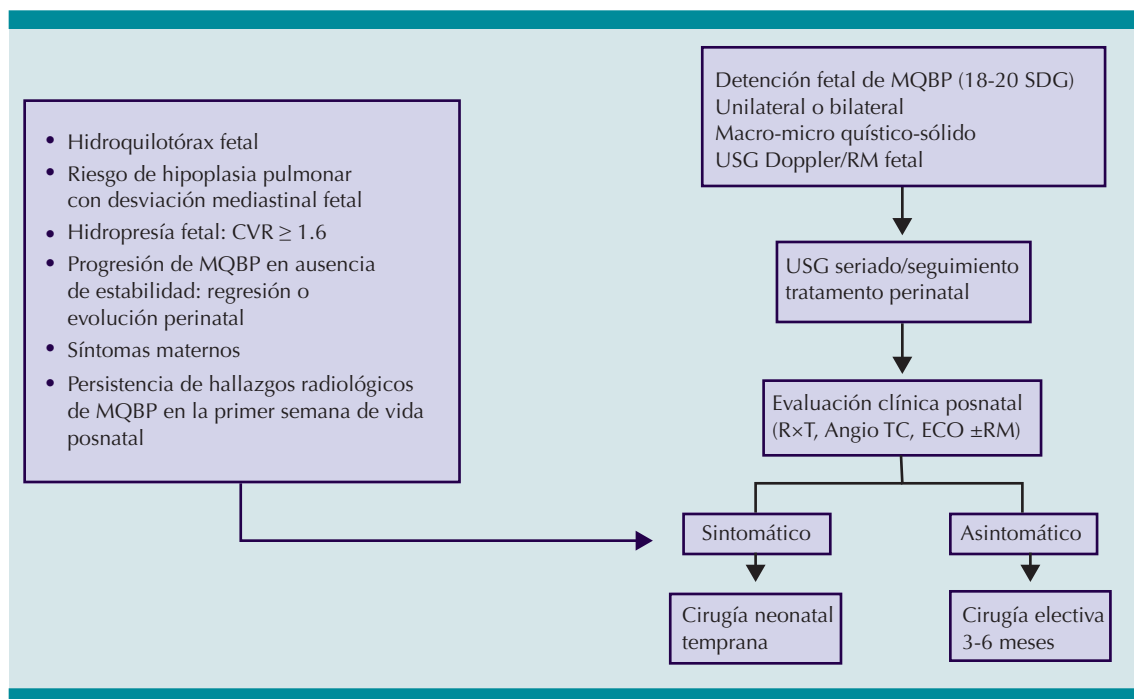 • Hidroquilotórax fetal
• Riesgo de hipoplasia pulmonar
con desviación mediastinal fetal
• Hidropresía fetal: CVR ≥ 1.6
• Progresión de MQBP en ausencia
de estabilidad: regresión o
evolución perinatal
• Síntomas maternos
• Persistencia de hallazgos radiológicos
de MQBP en la primer semana de vida
posnatal
Detención fetal de MQBP (18-20 SDG)
Unilateral o bilateral
Macro-micro quístico-sólido
USG Doppler/RM fetal
USG seriado/seguimiento
tratamento perinatal
Evaluación clínica posnatal
(R×T, Angio TC, ECO ±RM)
Sintomático
Asintomático
Cirugía neonatal
temprana
Cirugía electiva
3-6 meses